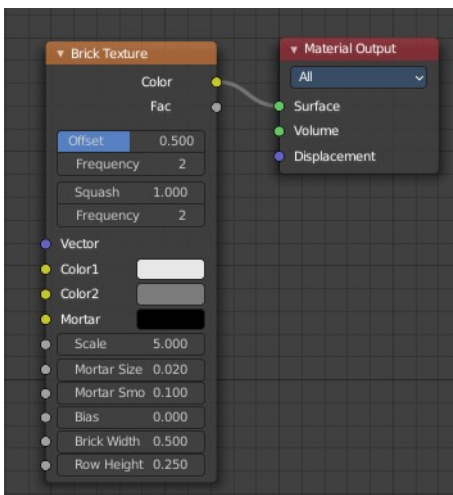 Brick Texture
Color
Fac
Offset 0.500
Frequency 2
Squash 1.000
Frequency 2
Vector
Color1
Color2
Mortar
Scale 5.000
Mortar Size 0.020
Mortar Smo 0.100
Bias 0.000
Brick Width 0.500
Row Height 0.250
Material Output
All
Surface
Volume
Displacement